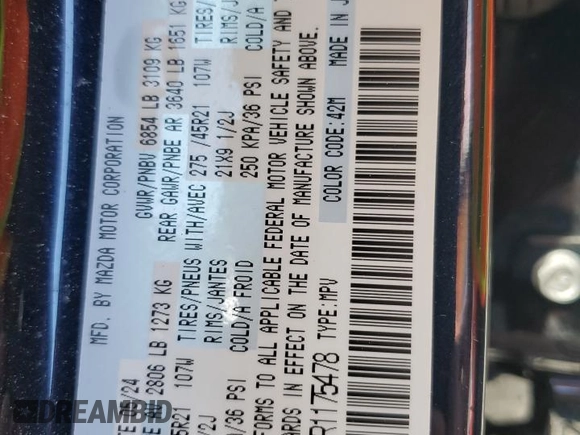 MFD. BY MAZDA MOTOR CORPORATION
/24
GVWR/PNBV 6854 LB 3109 KG
2806 LB 1273 KG
REAR GAWR/PNBE AR 3640 LB 1651 KG
5R21 107W TIRES/PNEUS WITH/AVEC 275 /45R21 107W TIRES/
/2J RIMS/JANTES 21X9 1/2J RIMS/J
/36 PSI COLD/A FROID 250 KPA/36 PSI COLD/A
FORMS TO ALL APPLICABLE FEDERAL MOTOR VEHICLE SAFETY AND
ARDS IN EFFECT ON THE DATE OF MANUFACTURE SHOWN ABOVE.
R1175478 TYPE:MPV COLOR CODE:42M MADE IN J
DREAMBID